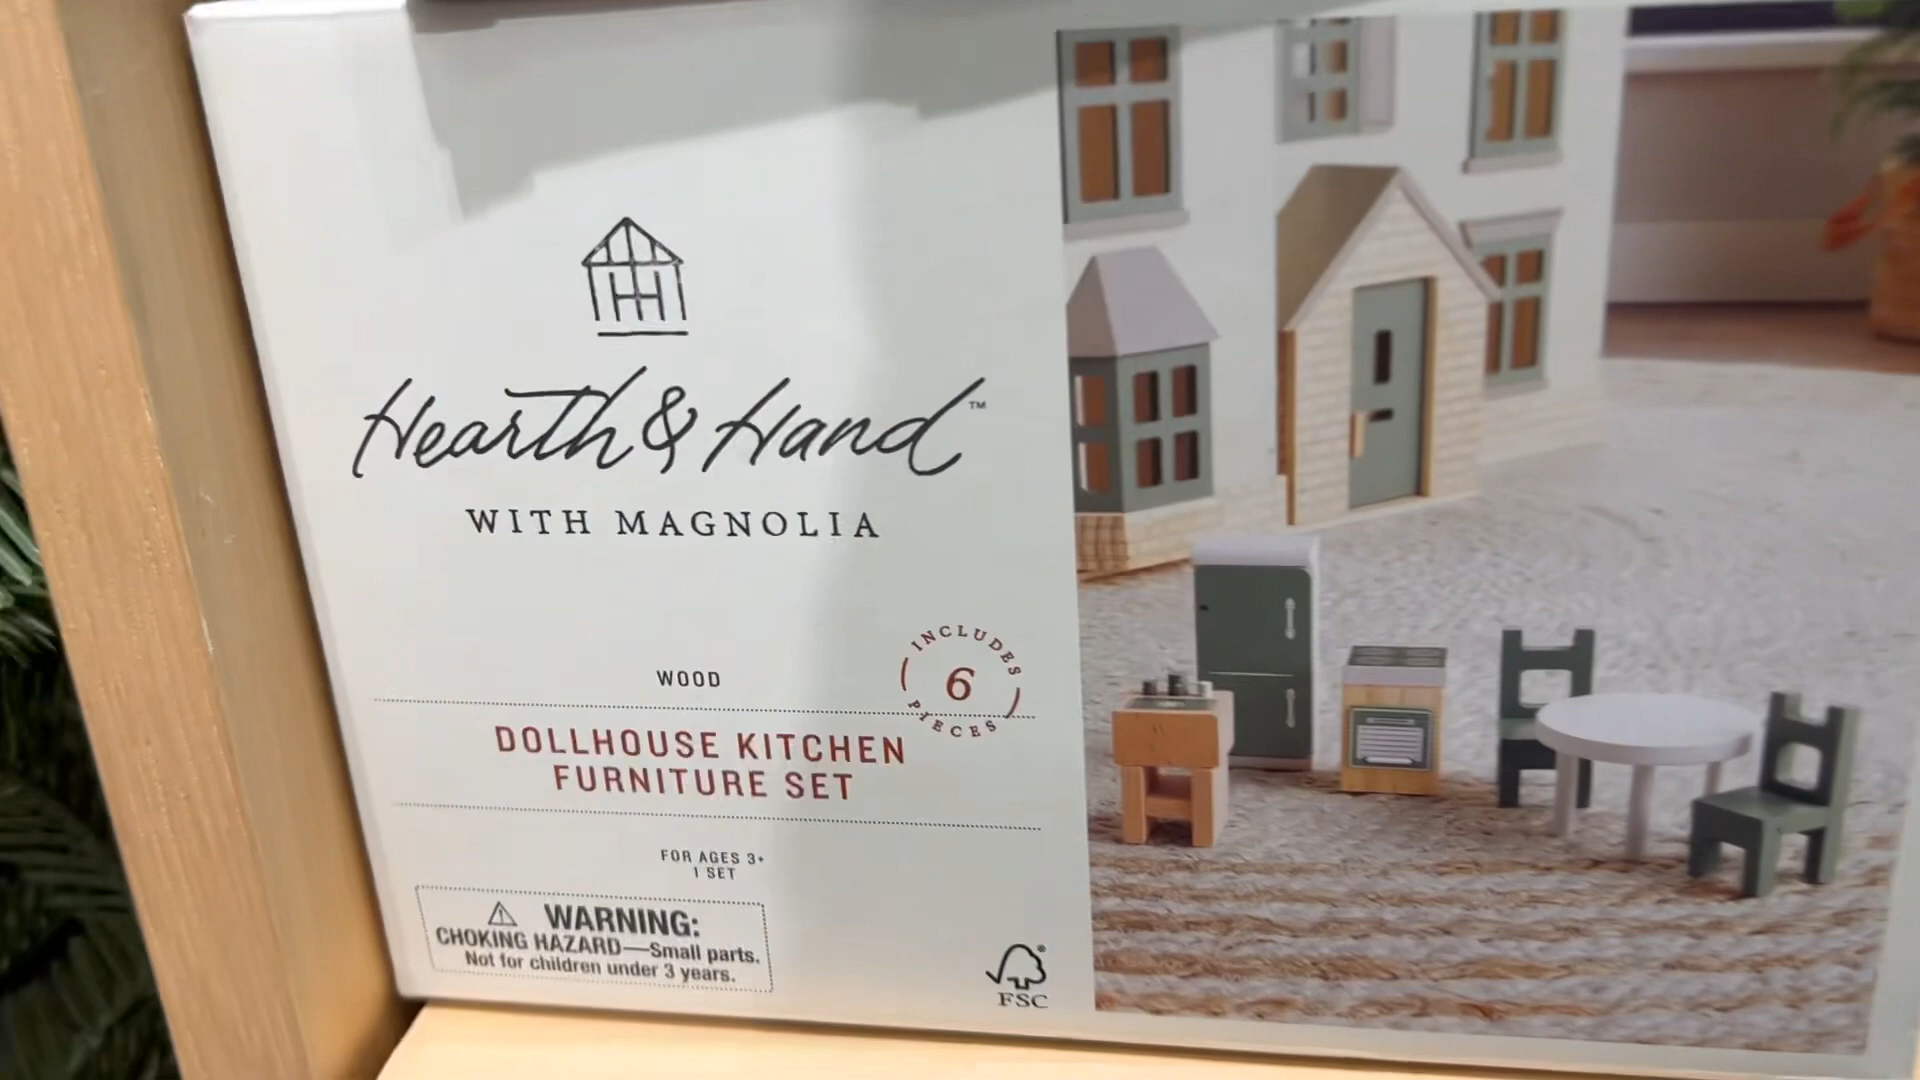 Hearth & Hand™
WITH MAGNOLIA
INCLUDES
6
PIECES
WOOD
DOLLHOUSE KITCHEN
FURNITURE SET
FOR AGES 3+
1 SET
WARNING:
CHOKING HAZARD—Small parts.
Not for children under 3 years.
FSC®